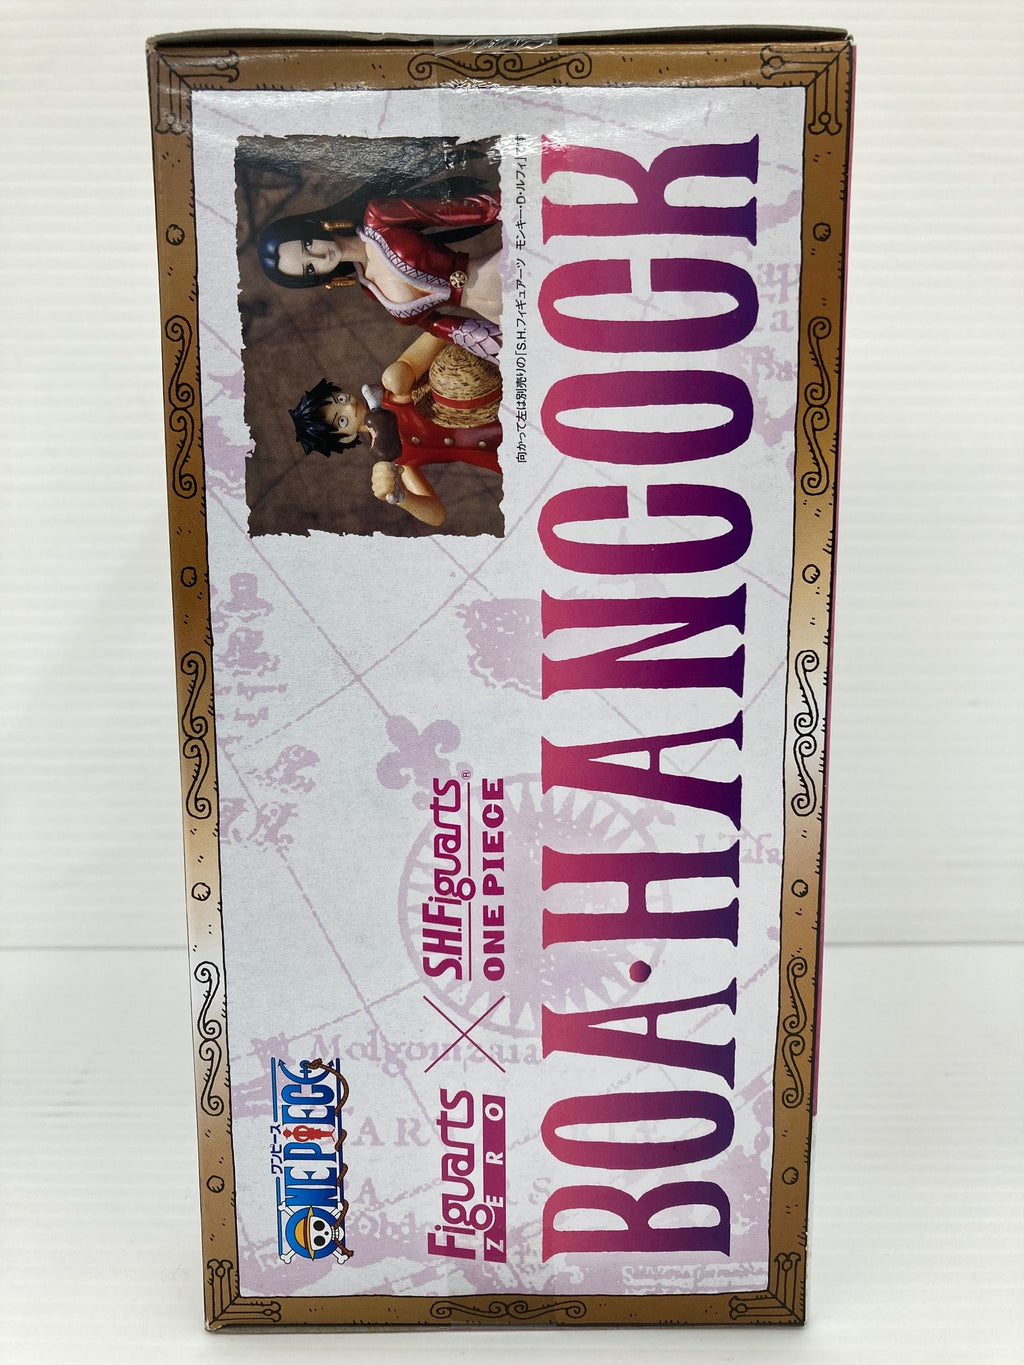 ワンピース
ONE PIECE
Figuarts
ZERO
×
S.H.Figuarts®
ONE PIECE
向かって左は別売りの「S.H.フィギュアーツ　モンキー・D・ルフィ」です
BOA・HANCOCK
Molgomzaia